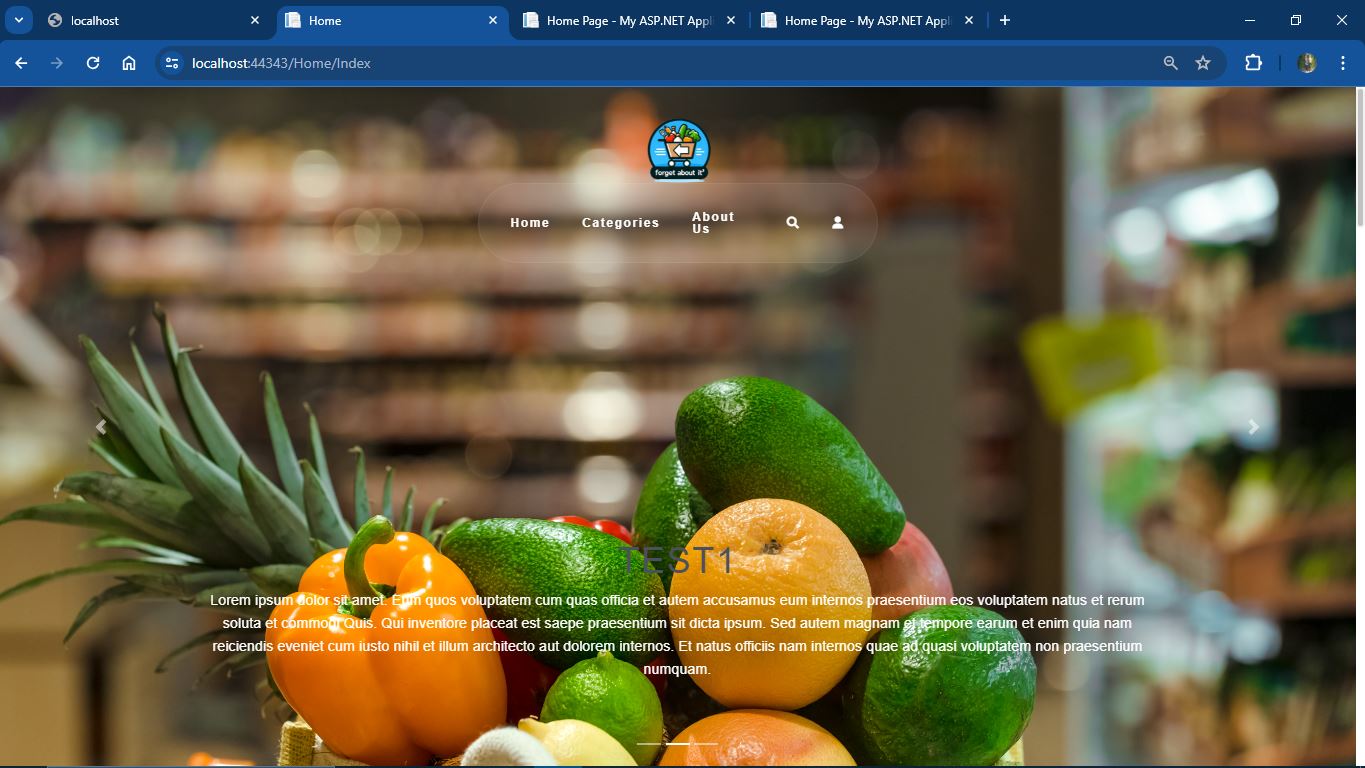 localhost
Home
Home Page - My ASP.NET Appli
Home Page - My ASP.NET Appli
localhost:44343/Home/Index
forget about it'
Home
Categories
About
Us
TEST1
Lorem ipsum dolor sit amet. Eum quos voluptatem cum quas officia et autem accusamus eum internos praesentium eos voluptatem natus et rerum
soluta et commodi Quis. Qui inventore placeat est saepe praesentium sit dicta ipsum. Sed autem magnam ei tempore earum et enim quia nam
reiciendis eveniet cum iusto nihil et illum architecto aut dolorem internos. Et natus officiis nam internos quae ad quasi voluptatem non praesentium
numquam.